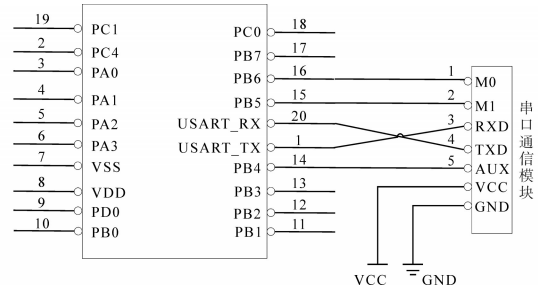 19 PC1 PC0 18
2 PC4 PB7 17
3 PA0 PB6 16 1 M0
4 PA1 PB5 15 2 M1
5 PA2 USART_RX 20 3 RXD
6 PA3 USART_TX 1 4 TXD
7 VSS PB4 14 5 AUX
8 VDD PB3 13 VCC
9 PD0 PB2 12 GND
10 PB0 PB1 11
串口通信模块
VCC GND